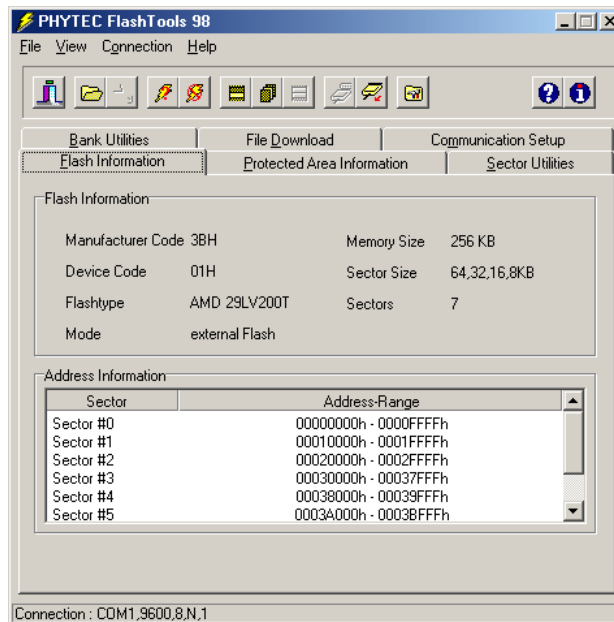 PHYTEC FlashTools 98
File View Connection Help
Bank Utilities File Download Communication Setup
Flash Information Protected Area Information Sector Utilities
Flash Information
Manufacturer Code 3BH Memory Size 256 KB
Device Code 01H Sector Size 64,32,16,8KB
Flashtype AMD 29LV200T Sectors 7
Mode external Flash
Address Information
Sector Address-Range
Sector #0 00000000h - 0000FFFFh
Sector #1 00010000h - 0001FFFFh
Sector #2 00020000h - 0002FFFFh
Sector #3 00030000h - 00037FFFh
Sector #4 00038000h - 00039FFFh
Sector #5 0003A000h - 0003BFFFh
Connection : COM1,9600,8,N,1